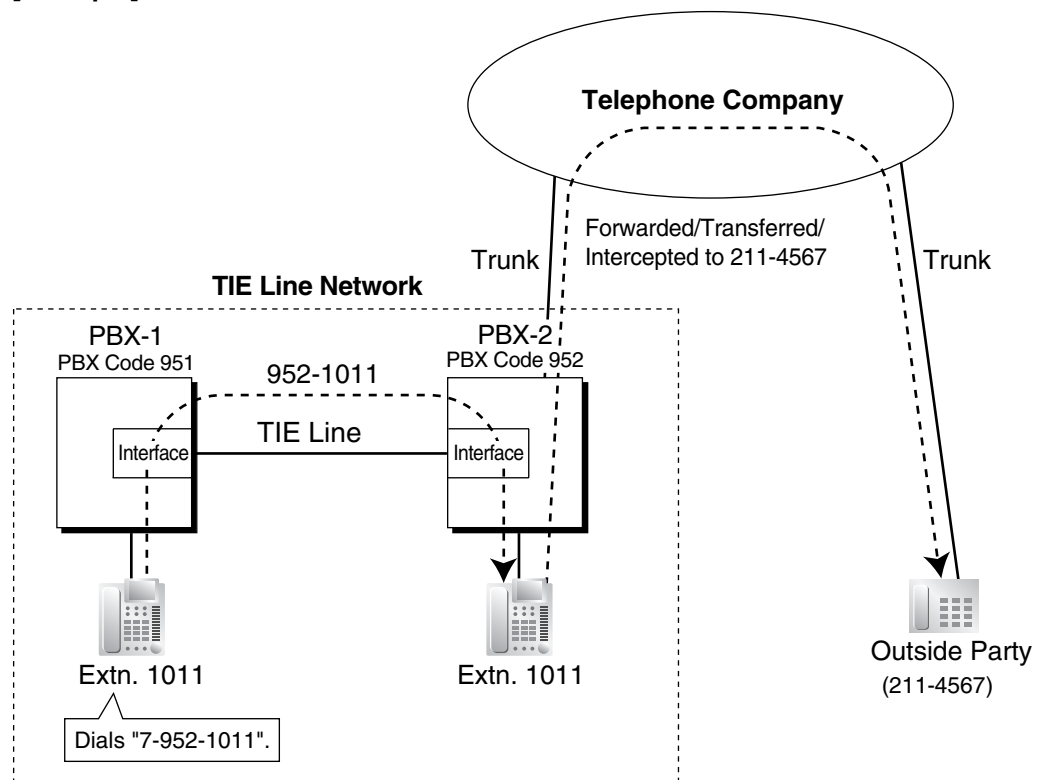 Telephone Company
Forwarded/Transferred/
Intercepted to 211-4567
Trunk
Trunk
TIE Line Network
PBX-1
PBX Code 951
PBX-2
PBX Code 952
952-1011
TIE Line
Interface
Interface
Extn. 1011
Extn. 1011
Dials "7-952-1011".
Outside Party
(211-4567)